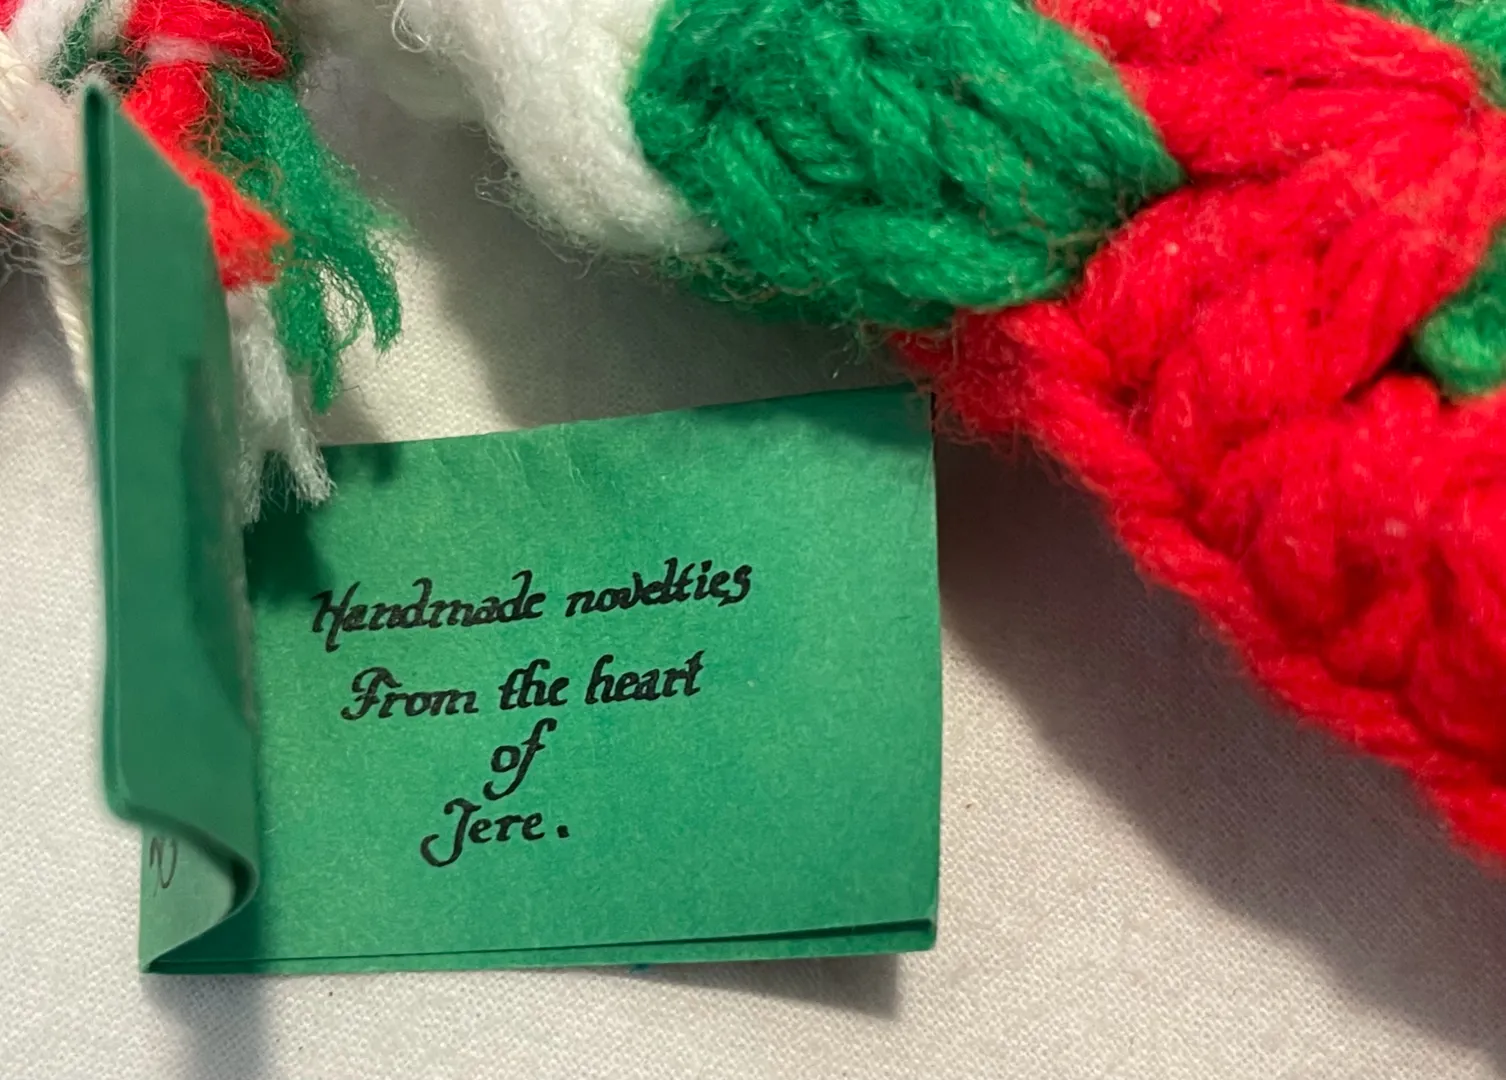 Handmade novelties
From the heart
of
Jere.